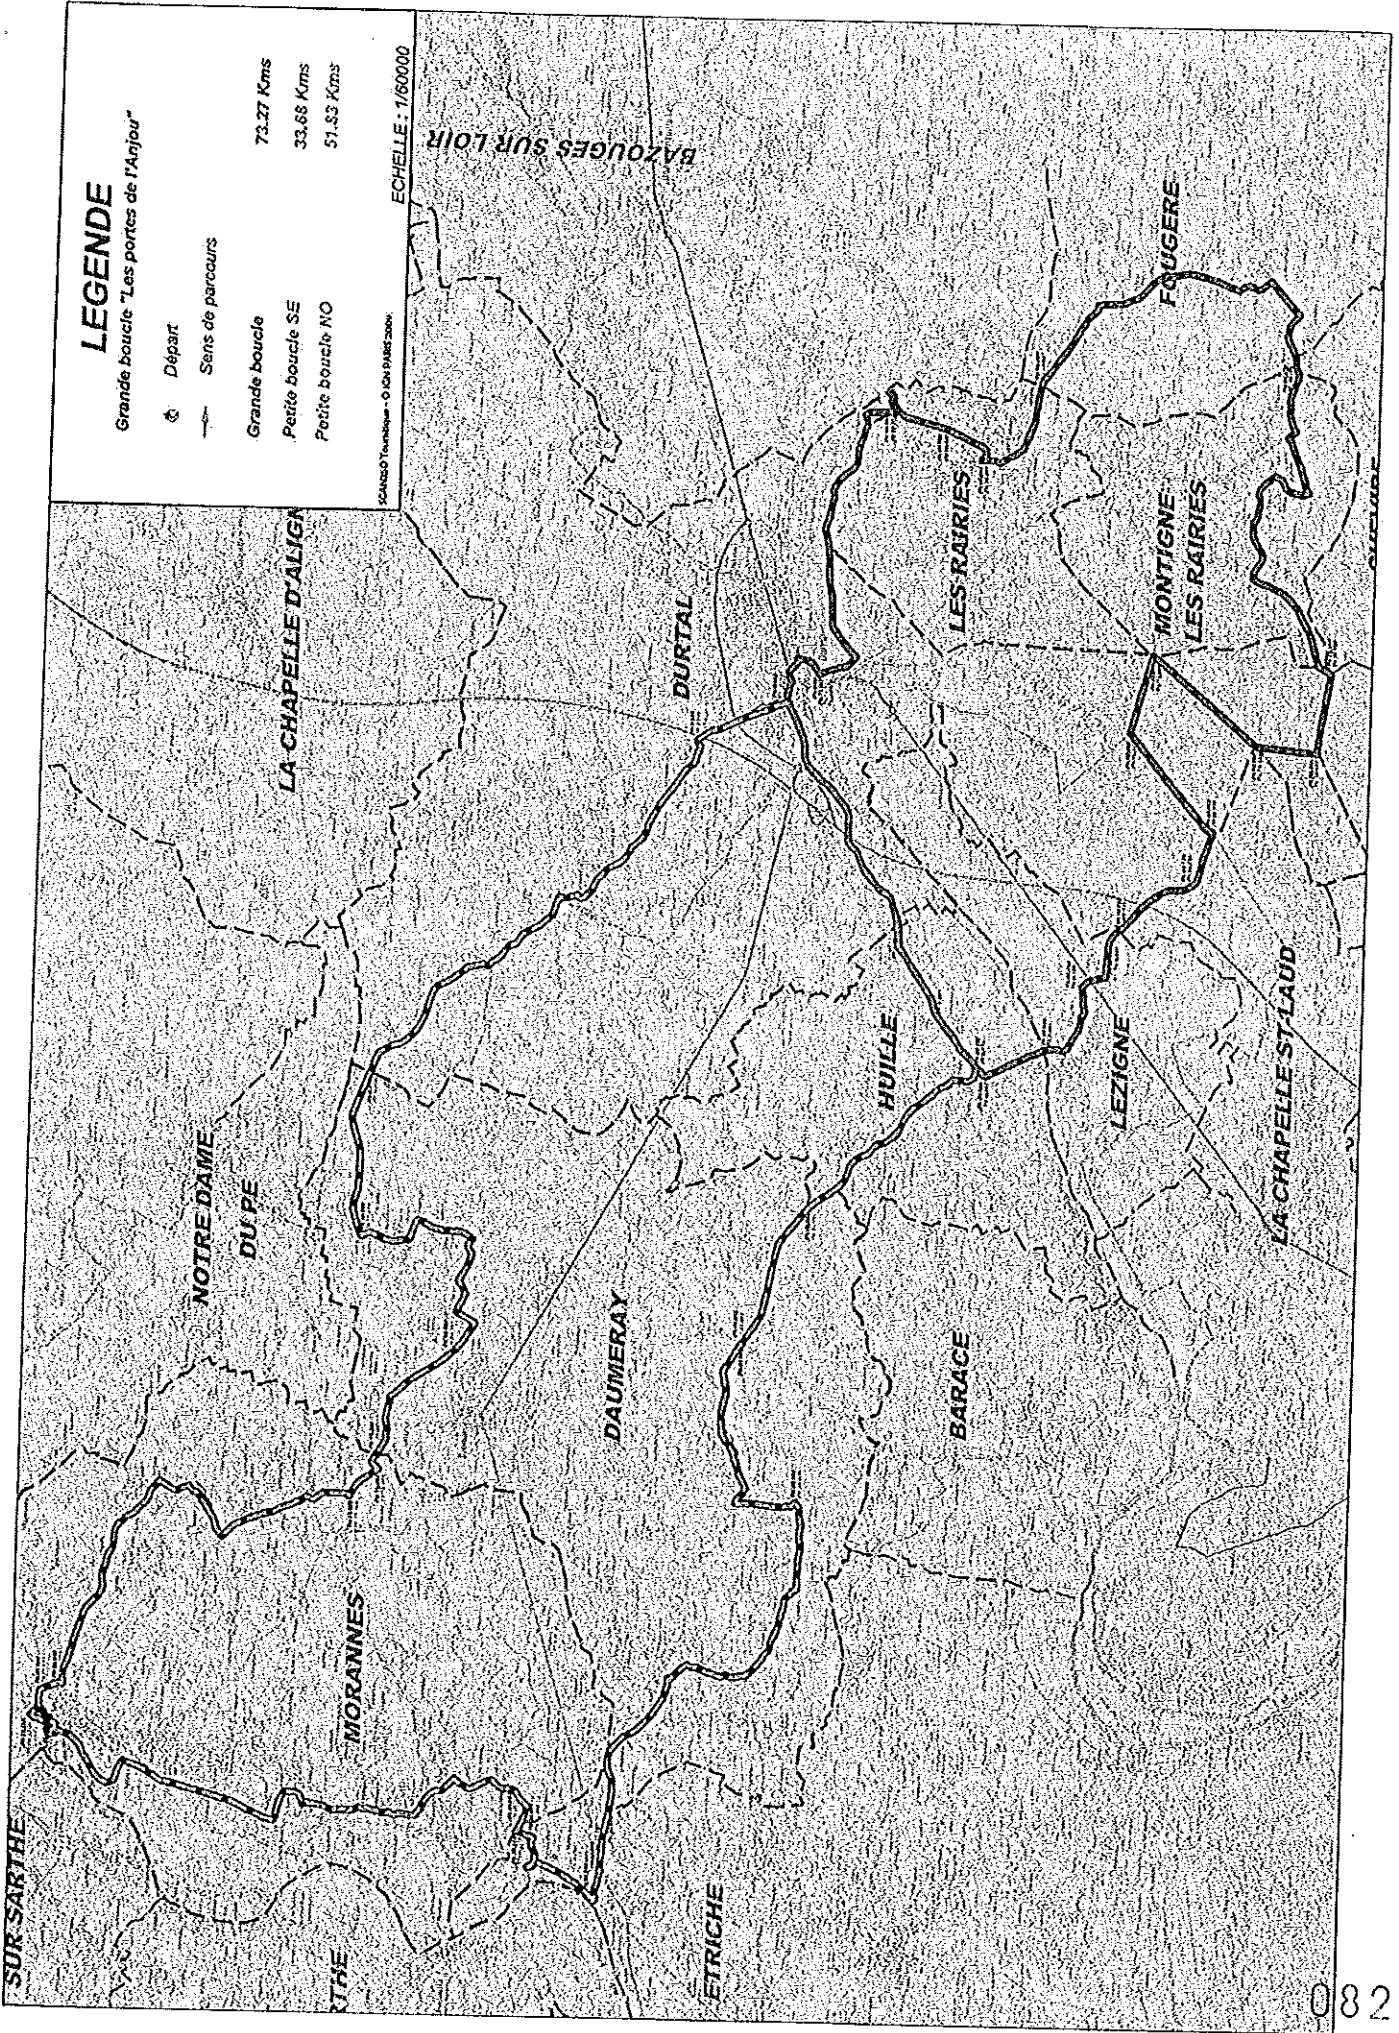 LEGENDE
Grande boucle "Les portes de l'Anjou"
Départ
Sens de parcours
Grande boucle 73.27 Kms
Petite boucle SE 33.68 Kms
Petite boucle NO 51.83 Kms
ECHELLE : 1/60000
BAZOUGES SUR LOIR
LA CHAPELLE D'ALIGN
DURTAL
FOUGERE
LES RAIRIES
MONTIGNE
LES RAIRIES
NOTRE DAME
DU PE
HUILLE
LEZIGNE
LA CHAPELLE ST LAUD
DAUMERAY
BARACE
MORANNES
SUR SARTHE
RTHE
ETRICHE
082